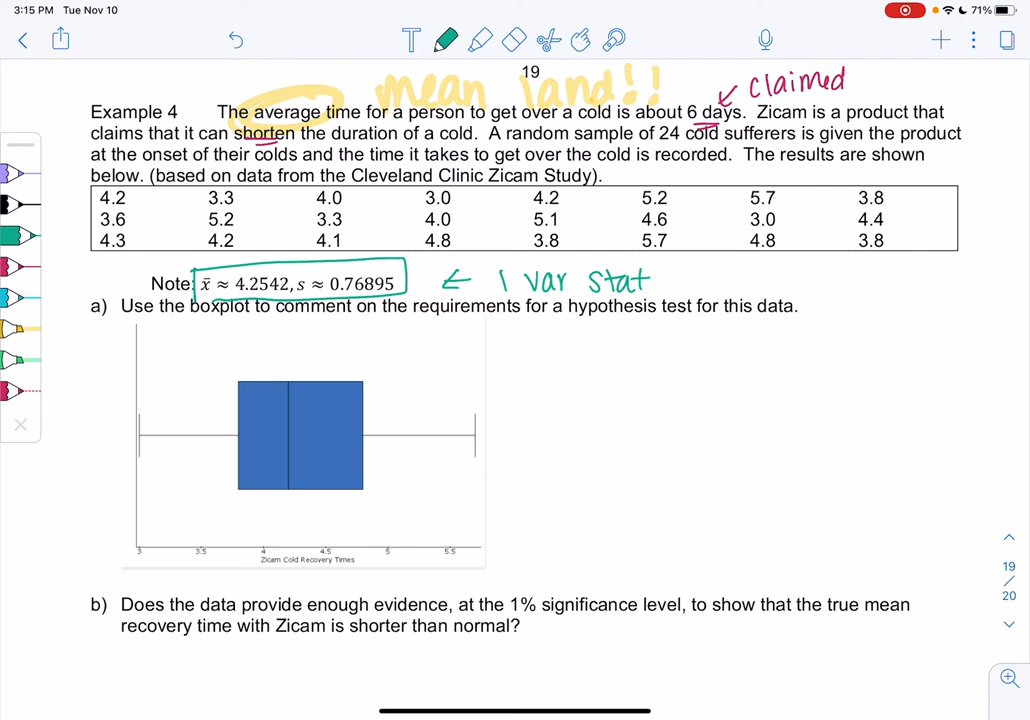 3:15 PM Tue Nov 10
71%
T
19
mean land!!
claimed
Example 4 The average time for a person to get over a cold is about 6 days. Zicam is a product that
claims that it can shorten the duration of a cold. A random sample of 24 cold sufferers is given the product
at the onset of their colds and the time it takes to get over the cold is recorded. The results are shown
below. (based on data from the Cleveland Clinic Zicam Study).
4.2 3.3 4.0 3.0 4.2 5.2 5.7 3.8
3.6 5.2 3.3 4.0 5.1 4.6 3.0 4.4
4.3 4.2 4.1 4.8 3.8 5.7 4.8 3.8
Note: x̄ ≈ 4.2542, s ≈ 0.76895 ← 1 var stat
a) Use the boxplot to comment on the requirements for a hypothesis test for this data.
3 3.5 4 4.5 5 5.5
Zicam Cold Recovery Times
b) Does the data provide enough evidence, at the 1% significance level, to show that the true mean
recovery time with Zicam is shorter than normal?
19
/
20